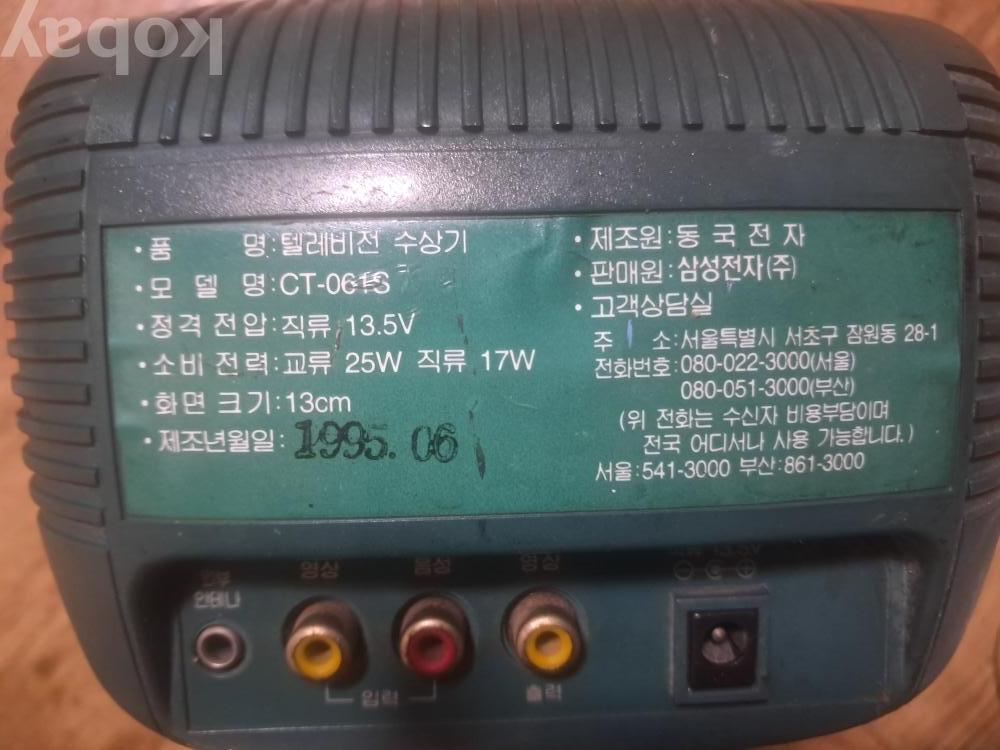 kobay
· 품 명 : 텔레비전 수상기
· 모 델 명 : CT-061S
· 정격 전압 : 직류 13.5V
· 소비 전력 : 교류 25W 직류 17W
· 화면 크기 : 13cm
· 제조년월일 : 1995. 06
· 제조원 : 동 국 전 자
· 판매원 : 삼성전자(주)
· 고객상담실
주 소 : 서울특별시 서초구 잠원동 28-1
전화번호 : 080-022-3000(서울)
080-051-3000(부산)
(위 전화는 수신자 비용부담이며
전국 어디서나 사용 가능합니다.)
서울 : 541-3000 부산 : 861-3000
영상 음성 영상
안테나
입력 출력
13.5V